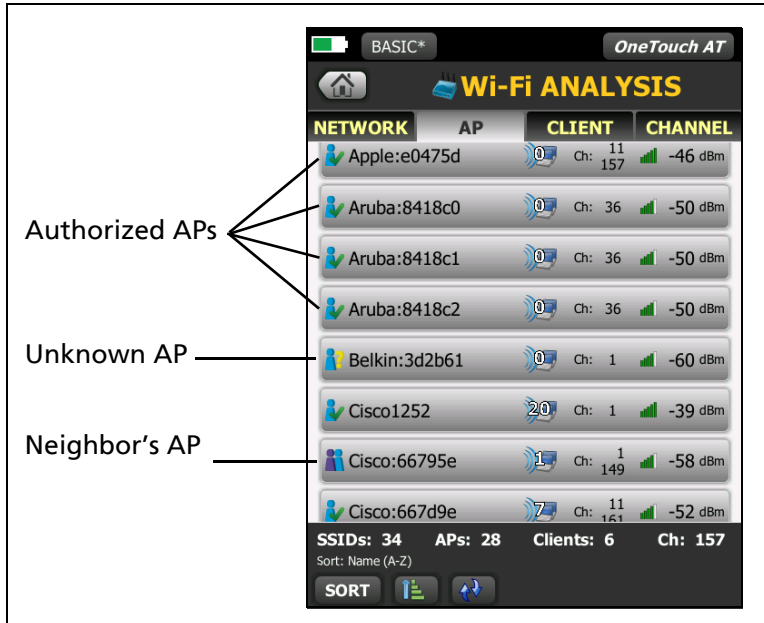 BASIC*
OneTouch AT
Wi-Fi ANALYSIS
NETWORK AP CLIENT CHANNEL
Apple:e0475d 0 Ch: 11 157 -46 dBm
Authorized APs
Aruba:8418c0 0 Ch: 36 -50 dBm
Aruba:8418c1 0 Ch: 36 -50 dBm
Aruba:8418c2 0 Ch: 36 -50 dBm
Unknown AP
Belkin:3d2b61 0 Ch: 1 -60 dBm
Cisco1252 20 Ch: 1 -39 dBm
Neighbor's AP
Cisco:66795e 1 Ch: 1 149 -58 dBm
Cisco:667d9e 7 Ch: 11 161 -52 dBm
SSIDs: 34 APs: 28 Clients: 6 Ch: 157
Sort: Name (A-Z)
SORT